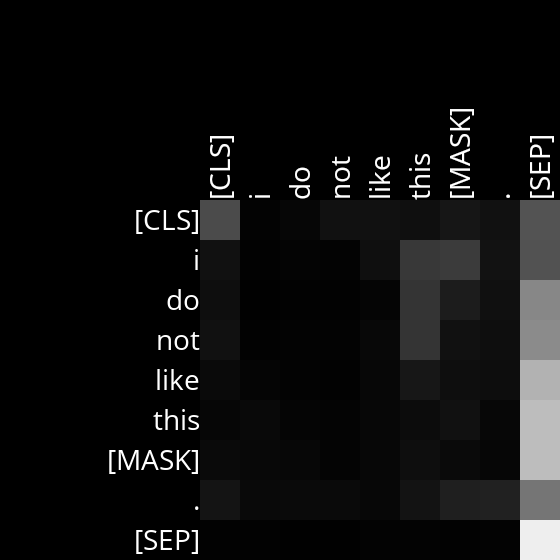 [CLS] i do not like this [MASK] . [SEP]
[CLS]
i
do
not
like
this
[MASK]
.
[SEP]